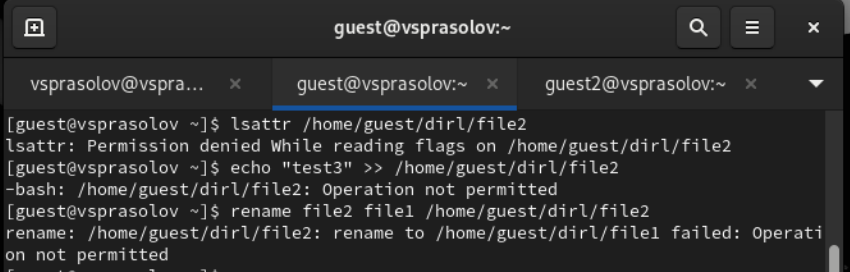 guest@vsprasolov:~
vsprasolov@vspra...
guest@vsprasolov:~
guest2@vsprasolov:~
[guest@vsprasolov ~]$ lsattr /home/guest/dirl/file2
lsattr: Permission denied While reading flags on /home/guest/dirl/file2
[guest@vsprasolov ~]$ echo "test3" >> /home/guest/dirl/file2
-bash: /home/guest/dirl/file2: Operation not permitted
[guest@vsprasolov ~]$ rename file2 file1 /home/guest/dirl/file2
rename: /home/guest/dirl/file2: rename to /home/guest/dirl/file1 failed: Operati
on not permitted